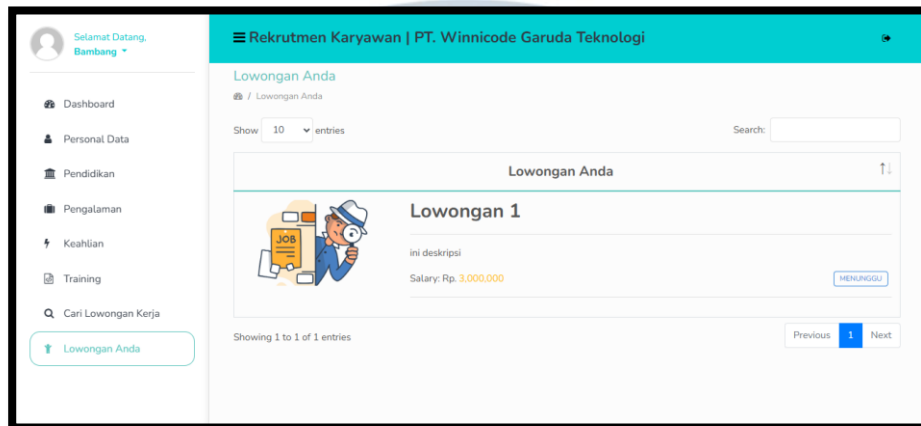 Selamat Datang,
Bambang
Rekrutmen Karyawan | PT. Winnicode Garuda Teknologi
Dashboard
Personal Data
Pendidikan
Pengalaman
Keahlian
Training
Cari Lowongan Kerja
Lowongan Anda
Lowongan Anda
/ Lowongan Anda
Show 10 entries
Search:
Lowongan Anda
JOB
Lowongan 1
ini deskripsi
Salary: Rp. 3,000,000
MENUNGGU
Showing 1 to 1 of 1 entries
Previous 1 Next